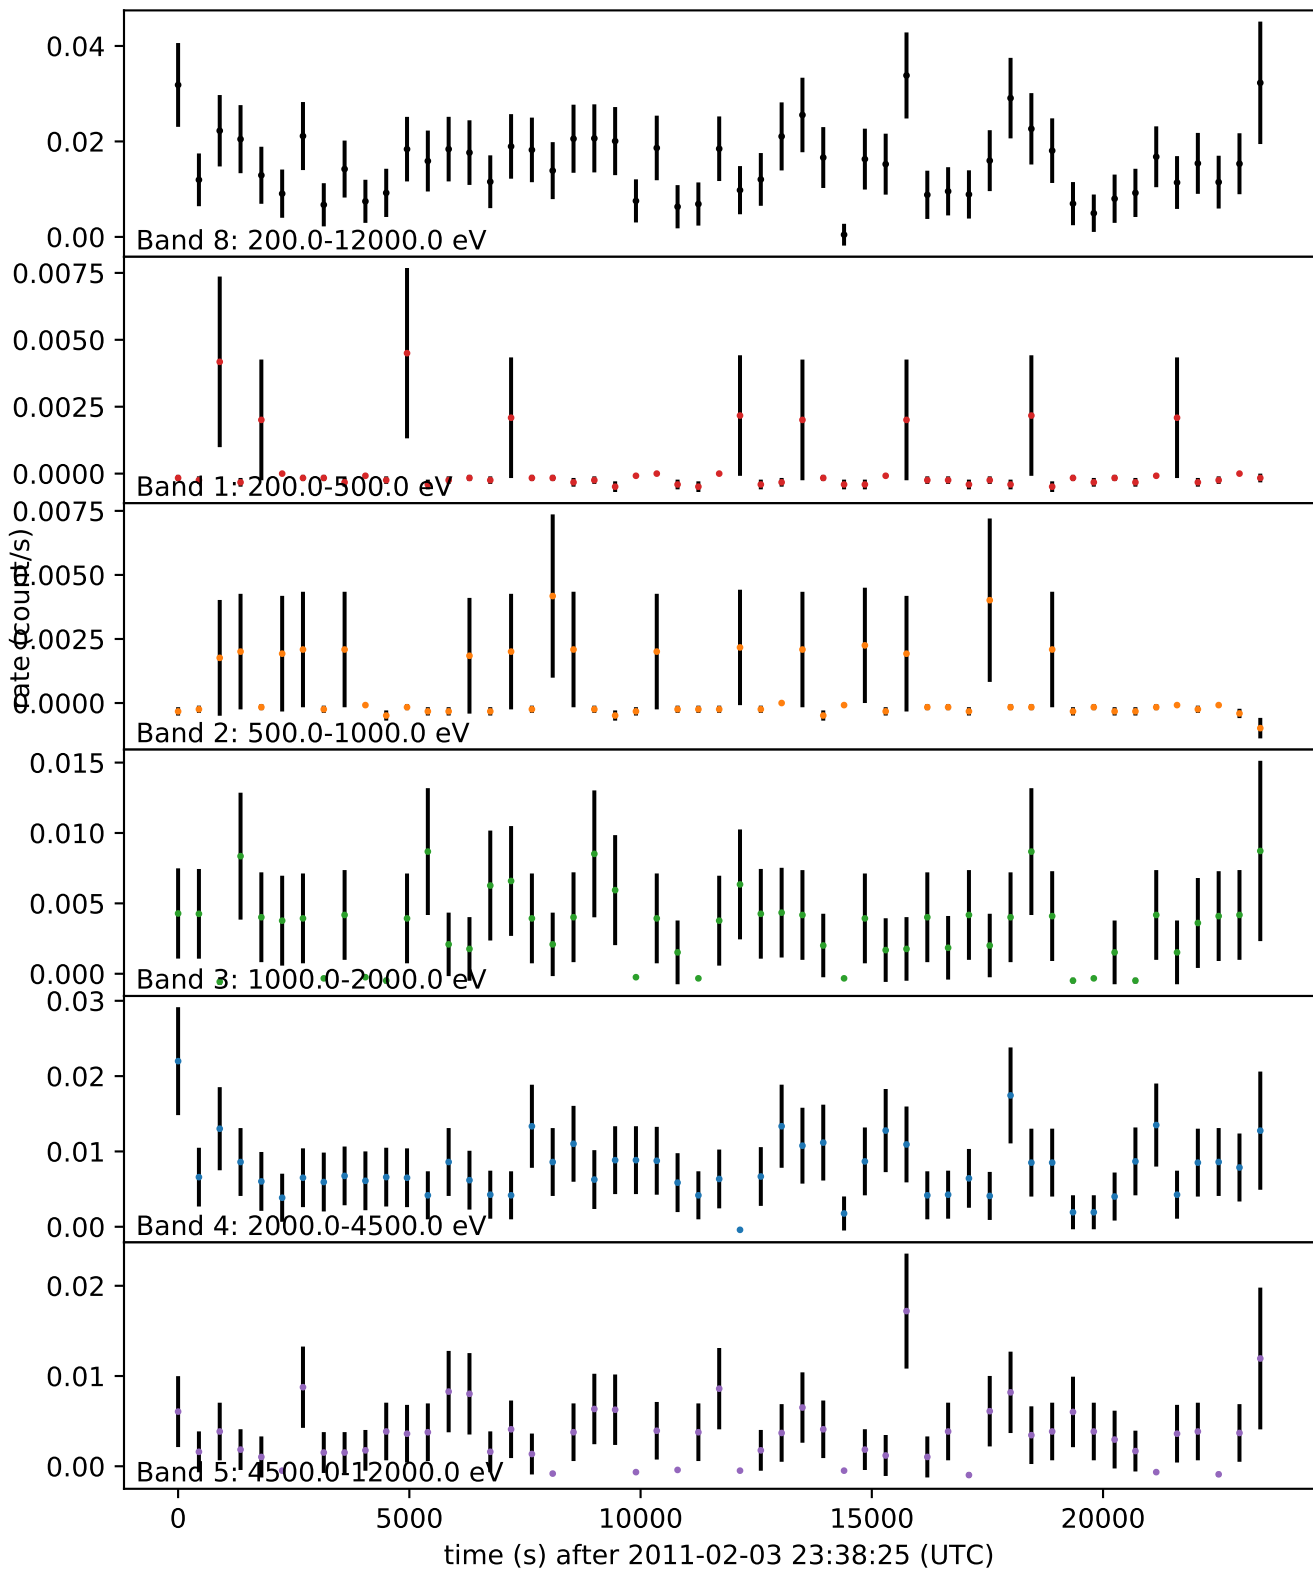 0.04
0.02
0.00
Band 8: 200.0-12000.0 eV
0.0075
0.0050
0.0025
0.0000
Band 1: 200.0-500.0 eV
0.0075
0.0050
0.0025
0.0000
Band 2: 500.0-1000.0 eV
rate (count/s)
0.015
0.010
0.005
0.000
Band 3: 1000.0-2000.0 eV
0.03
0.02
0.01
0.00
Band 4: 2000.0-4500.0 eV
0.02
0.01
0.00
Band 5: 4500.0-12000.0 eV
0 5000 10000 15000 20000
time (s) after 2011-02-03 23:38:25 (UTC)